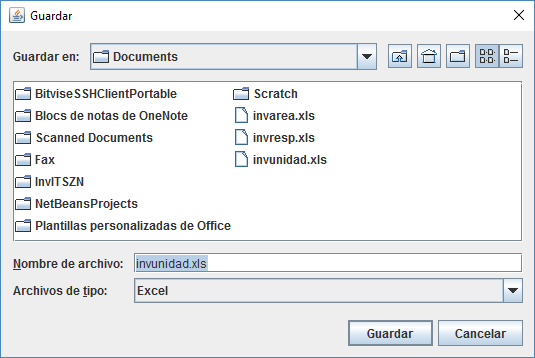 Guardar
Guardar en: Documents
BitviseSSHClientPortable
Blocs de notas de OneNote
Scanned Documents
Fax
InvITSZN
NetBeansProjects
Plantillas personalizadas de Office
Scratch
invarea.xls
invresp.xls
invunidad.xls
Nombre de archivo: invunidad.xls
Archivos de tipo: Excel
Guardar Cancelar